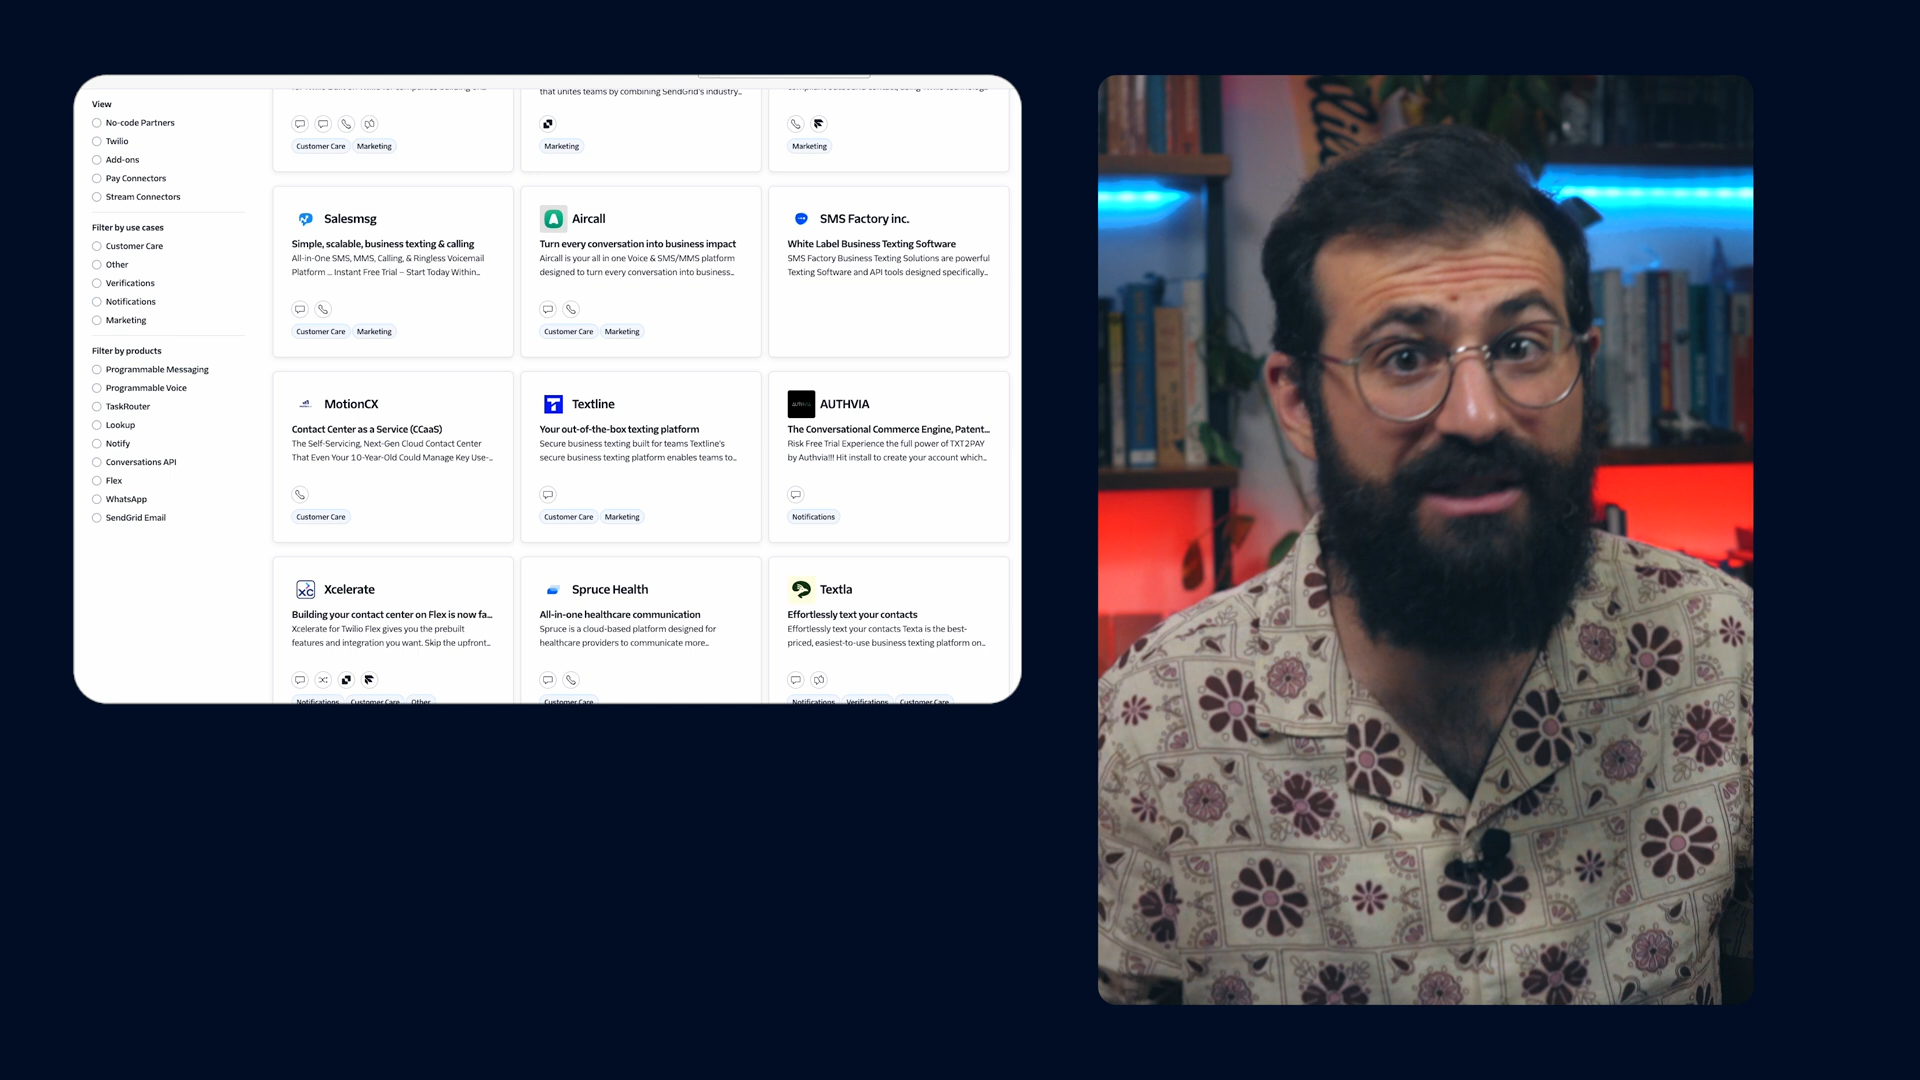 View
No-code Partners
Twilio
Add-ons
Pay Connectors
Stream Connectors
Filter by use cases
Customer Care
Other
Verifications
Notifications
Marketing
Filter by products
Programmable Messaging
Programmable Voice
TaskRouter
Lookup
Notify
Conversations API
Flex
WhatsApp
SendGrid Email
Customer Care Marketing
that unites teams by combining SendGrid's industry...
Marketing
Marketing
Salesmsg
Simple, scalable, business texting & calling
All-in-One SMS, MMS, Calling, & Ringless Voicemail
Platform ... Instant Free Trial – Start Today Within...
Customer Care Marketing
Aircall
Turn every conversation into business impact
Aircall is your all in one Voice & SMS/MMS platform
designed to turn every conversation into business...
Customer Care Marketing
SMS Factory inc.
White Label Business Texting Software
SMS Factory Business Texting Solutions are powerful
Texting Software and API tools designed specifically...
MotionCX
Contact Center as a Service (CCaaS)
The Self-Servicing, Next-Gen Cloud Contact Center
That Even Your 10-Year-Old Could Manage Key Use-...
Customer Care
Textline
Your out-of-the-box texting platform
Secure business texting built for teams Textline's
secure business texting platform enables teams to...
Customer Care Marketing
AUTHVIA
AUTHVIA
The Conversational Commerce Engine, Patent...
Risk Free Trial Experience the full power of TXT2PAY
by Authvia!!! Hit install to create your account which...
Notifications
XC
Xcelerate
Building your contact center on Flex is now fa...
Xcelerate for Twilio Flex gives you the prebuilt
features and integration you want. Skip the upfront...
Notifications Customer Care Other
Spruce Health
All-in-one healthcare communication
Spruce is a cloud-based platform designed for
healthcare providers to communicate more...
Customer Care
Textla
Effortlessly text your contacts
Effortlessly text your contacts Texta is the best-
priced, easiest-to-use business texting platform on...
Notifications Verifications Customer Care